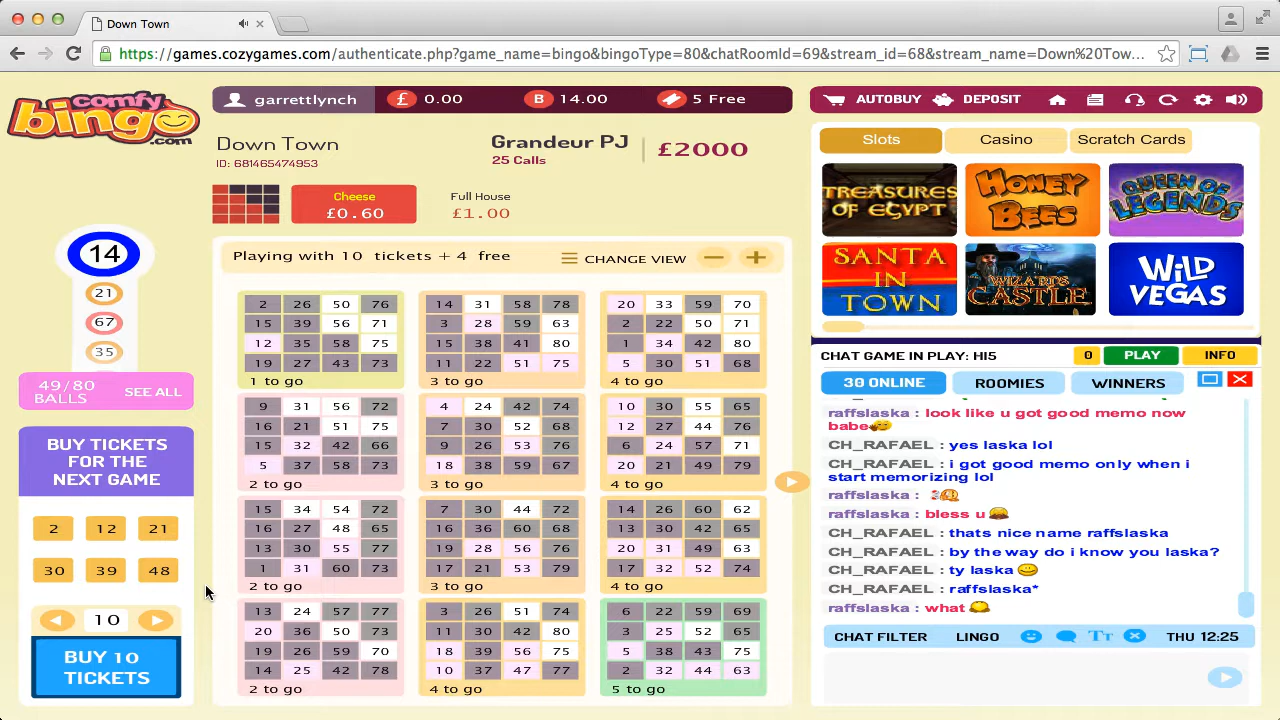 Down Town
https://games.cozygames.com/authenticate.php?game_name=bingo&bingoType=80&chatRoomId=69&stream_id=68&stream_name=Down%20Tow...
comfy
bingo
.com
garrettlynch
£ 0.00
B 14.00
5 Free
AUTOBUY
DEPOSIT
Down Town
ID: 681465474953
Grandeur PJ
25 Calls
£2000
Cheese
£0.60
Full House
£1.00
Slots
Casino
Scratch Cards
TREASURES
OF EGYPT
HONEY
BEES
QUEEN OF
LEGENDS
SANTA
IN
TOWN
WIZARDS
CASTLE
WiLD
VEGAS
14
21
67
35
49/80
BALLS
SEE ALL
BUY TICKETS
FOR THE
NEXT GAME
2 12 21
30 39 48
10
BUY 10
TICKETS
Playing with 10 tickets + 4 free
CHANGE VIEW
2 26 50 76
15 39 56 71
12 35 58 75
19 27 43 73
1 to go
14 31 58 78
3 28 59 63
15 38 41 80
11 22 51 75
3 to go
20 33 59 70
2 22 50 71
1 34 42 80
5 30 51 68
4 to go
9 31 56 72
16 21 51 75
15 32 42 66
5 37 58 73
2 to go
4 24 42 74
7 30 52 68
9 26 53 76
18 38 59 67
3 to go
10 30 55 65
12 27 44 76
6 24 57 71
20 21 49 79
4 to go
15 34 54 72
16 27 48 65
13 30 55 77
1 31 60 73
2 to go
7 30 44 72
16 36 60 68
19 28 56 76
17 21 53 79
3 to go
14 26 60 62
13 30 42 65
20 31 49 63
17 32 52 74
4 to go
13 24 57 77
20 36 50 73
19 26 59 70
14 25 42 78
2 to go
3 26 51 74
11 30 42 80
18 39 56 75
10 37 47 77
4 to go
6 22 59 69
3 25 52 65
5 38 43 75
2 32 44 63
5 to go
CHAT GAME IN PLAY: HI5
0
PLAY
INFO
30 ONLINE
ROOMIES
WINNERS
raffslaska : look like u got good memo now
babe
CH_RAFAEL : yes laska lol
CH_RAFAEL : i got good memo only when i
start memorizing lol
raffslaska :
raffslaska : bless u
CH_RAFAEL : thats nice name raffslaska
CH_RAFAEL : by the way do i know you laska?
CH_RAFAEL : ty laska
CH_RAFAEL : raffslaska*
raffslaska : what
CHAT FILTER
LINGO
TT
THU 12:25